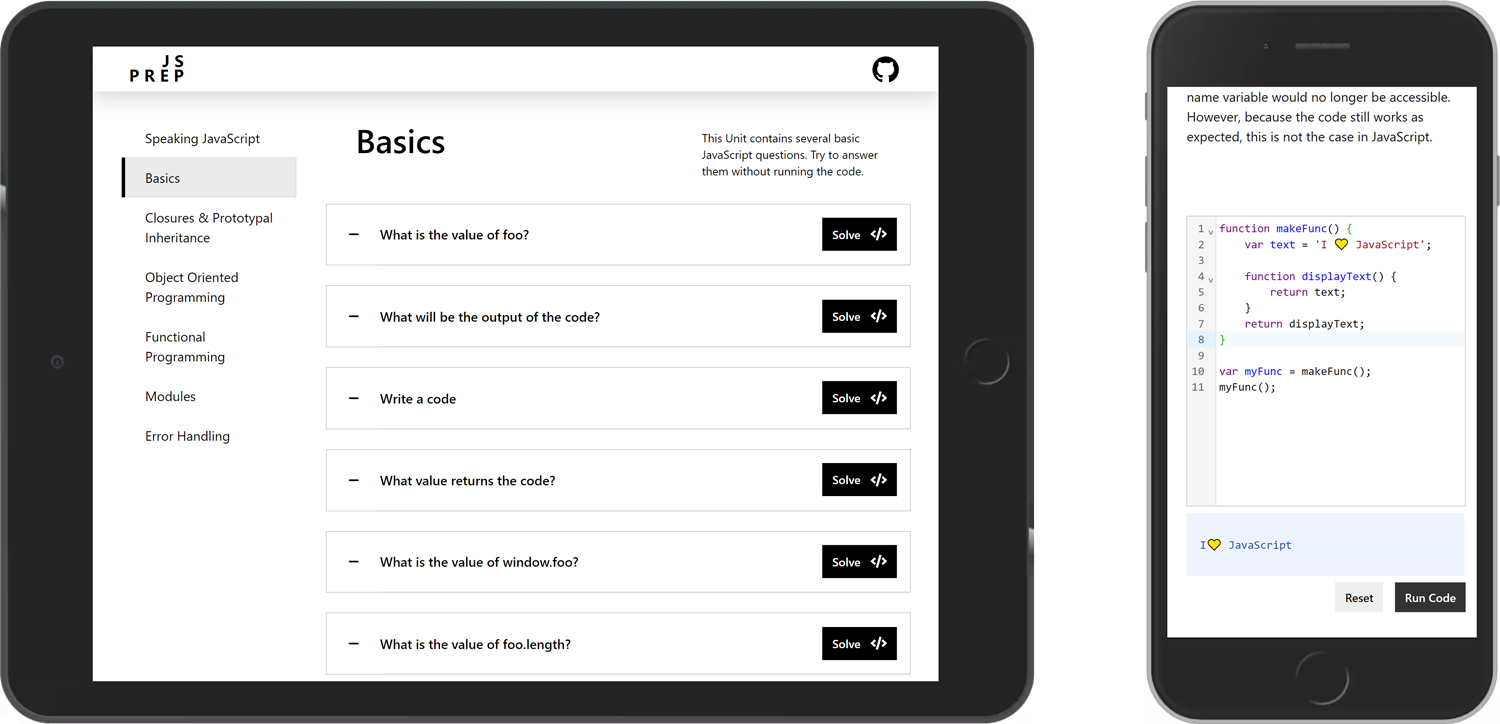 JS
PREP
Speaking JavaScript
Basics
Closures & Prototypal
Inheritance
Object Oriented
Programming
Functional
Programming
Modules
Error Handling
Basics
This Unit contains several basic
JavaScript questions. Try to answer
them without running the code.
What is the value of foo?
Solve </>
What will be the output of the code?
Solve </>
Write a code
Solve </>
What value returns the code?
Solve </>
What is the value of window.foo?
Solve </>
What is the value of foo.length?
Solve </>
name variable would no longer be accessible.
However, because the code still works as
expected, this is not the case in JavaScript.
1 function makeFunc() {
2 var text = 'I 💛 JavaScript';
3
4 function displayText() {
5 return text;
6 }
7 return displayText;
8 }
9
10 var myFunc = makeFunc();
11 myFunc();
I💛 JavaScript
Reset
Run Code